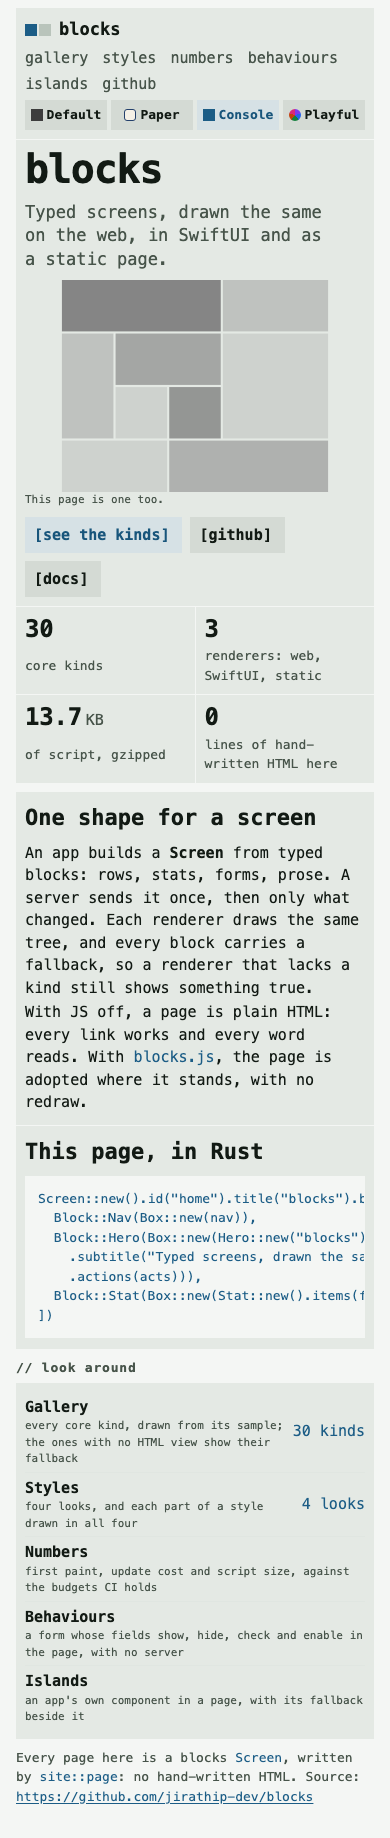 blocks
gallery styles numbers behaviours
islands github
Default Paper Console Playful
blocks
Typed screens, drawn the same
on the web, in SwiftUI and as
a static page.
This page is one too.
[see the kinds] [github]
[docs]
30
core kinds
3
renderers: web,
SwiftUI, static
13.7 KB
of script, gzipped
0
lines of hand-
written HTML here
One shape for a screen
An app builds a Screen from typed
blocks: rows, stats, forms, prose. A
server sends it once, then only what
changed. Each renderer draws the same
tree, and every block carries a
fallback, so a renderer that lacks a
kind still shows something true.
With JS off, a page is plain HTML:
every link works and every word
reads. With blocks.js, the page is
adopted where it stands, with no
redraw.
This page, in Rust
Screen::new().id("home").title("blocks").b
Block::Nav(Box::new(nav)),
Block::Hero(Box::new(Hero::new("blocks")
.subtitle("Typed screens, drawn the sa
.actions(acts))),
Block::Stat(Box::new(Stat::new().items(f
])
// look around
Gallery
every core kind, drawn from its sample;
the ones with no HTML view show their
fallback
30 kinds
Styles
four looks, and each part of a style
drawn in all four
4 looks
Numbers
first paint, update cost and script size, against
the budgets CI holds
Behaviours
a form whose fields show, hide, check and enable in
the page, with no server
Islands
an app's own component in a page, with its fallback
beside it
Every page here is a blocks Screen, written
by site::page: no hand-written HTML. Source:
https://github.com/jirathip-dev/blocks